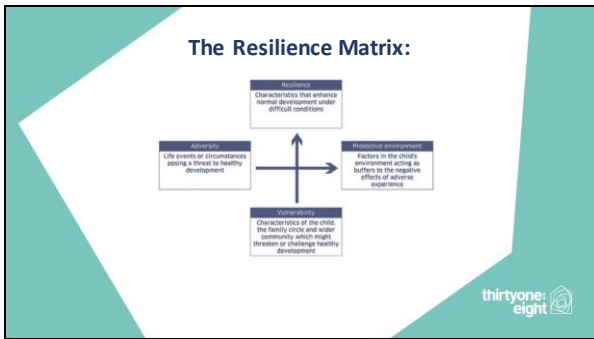 The Resilience Matrix:
Resilience
Characteristics that enhance
normal development under
difficult conditions
Adversity
Life events or circumstances
posing a threat to healthy
development
Protective environment
Factors in the child's
environment acting as
buffers to the negative
effects of adverse
experience
Vulnerability
Characteristics of the child,
the family circle and wider
community which might
threaten or challenge healthy
development
thirtyone:
eight